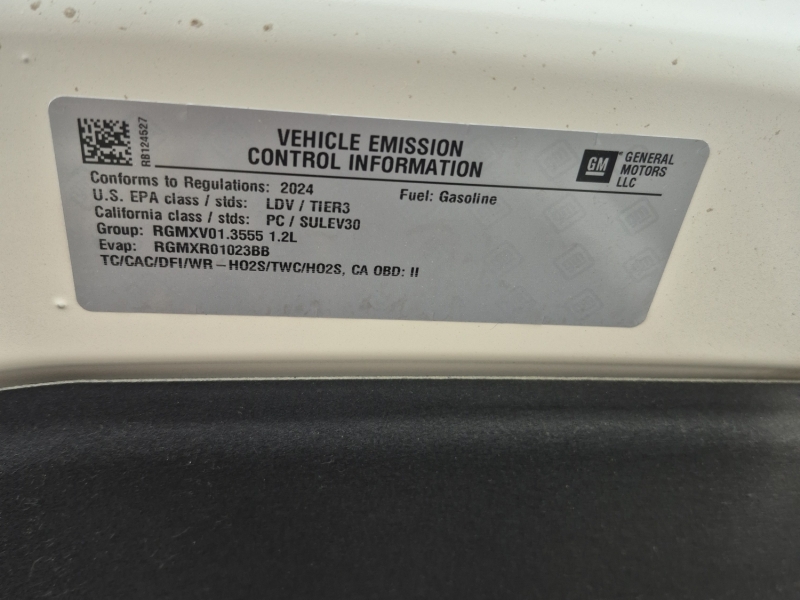 RB124527
VEHICLE EMISSION
CONTROL INFORMATION
GM
GENERAL
MOTORS
LLC
Conforms to Regulations: 2024 Fuel: Gasoline
U.S. EPA class / stds: LDV / TIER3
California class / stds: PC / SULEV30
Group: RGMXV01.3555 1.2L
Evap: RGMXR01023BB
TC/CAC/DFI/WR-HO2S/TWC/HO2S, CA OBD: II